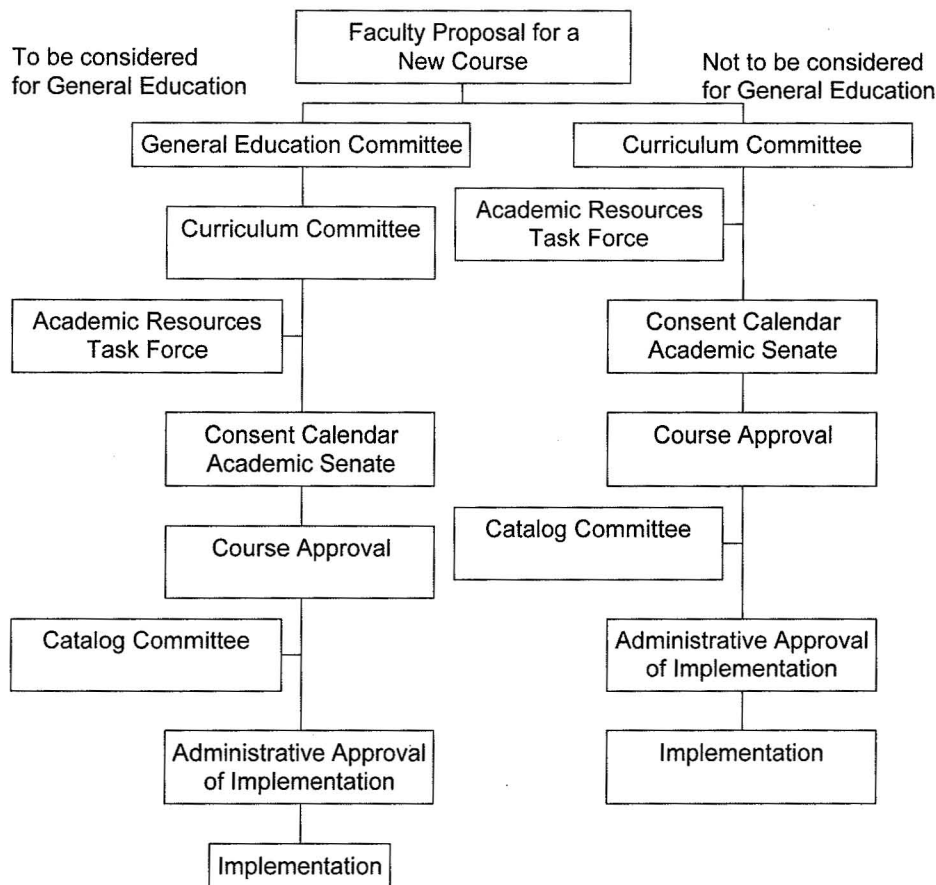 To be considered
for General Education
Faculty Proposal for a
New Course
Not to be considered
for General Education
General Education Committee
Curriculum Committee
Academic Resources
Task Force
Consent Calendar
Academic Senate
Course Approval
Catalog Committee
Administrative Approval
of Implementation
Implementation
Curriculum Committee
Academic Resources
Task Force
Consent Calendar
Academic Senate
Course Approval
Catalog Committee
Administrative Approval
of Implementation
Implementation